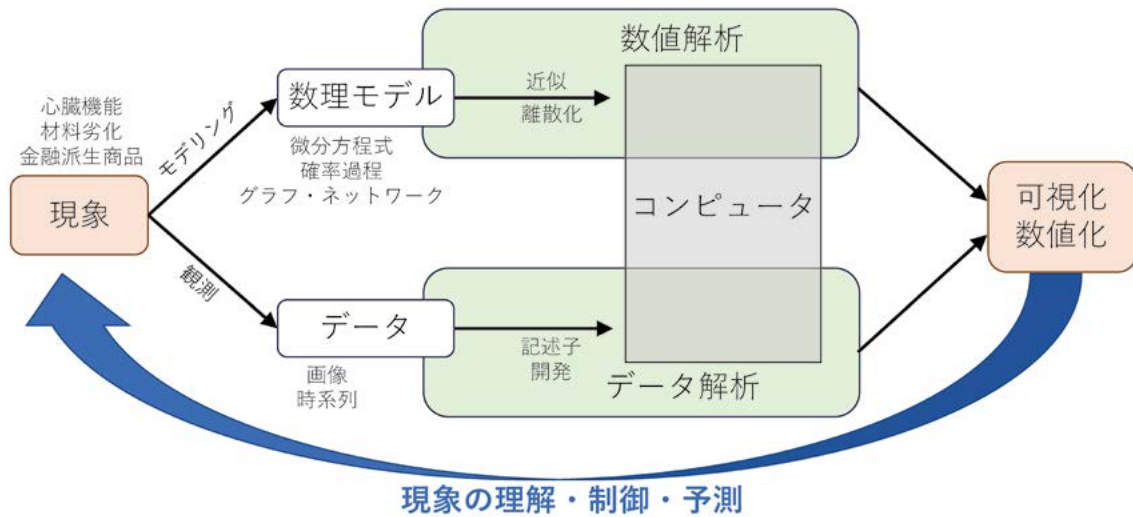 心臓機能
材料劣化
金融派生商品
現象
モデリング
観測
数理モデル
微分方程式
確率過程
グラフ・ネットワーク
データ
画像
時系列
数値解析
近似
離散化
コンピュータ
記述子
開発
データ解析
可視化
数値化
現象の理解・制御・予測